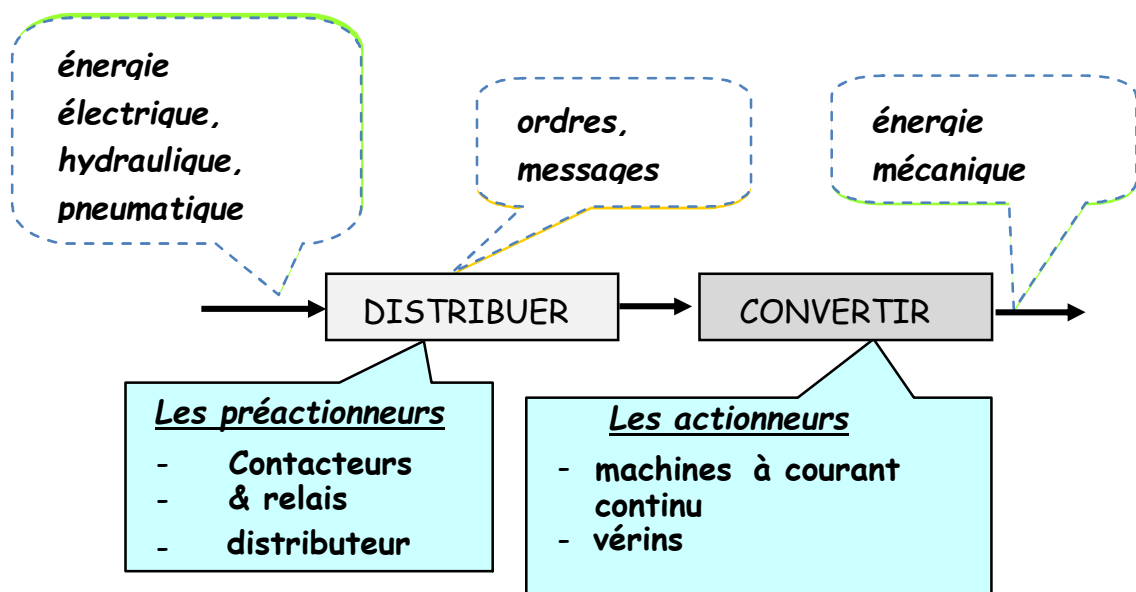 énergie
électrique,
hydraulique,
pneumatique
ordres,
messages
énergie
mécanique
DISTRIBUER
CONVERTIR
Les préactionneurs
- Contacteurs
- & relais
- distributeur
Les actionneurs
- machines à courant
continu
- vérins